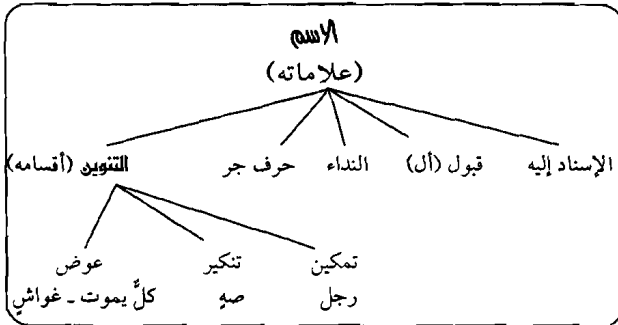 الاسم
(علاماته)
الإسناد إليه قبول (أل) النداء حرف جر التنوين (أقسامه)
تمكين تنكير عوض
رجل صهٍ كلٌّ يموت ـ غواشٍ